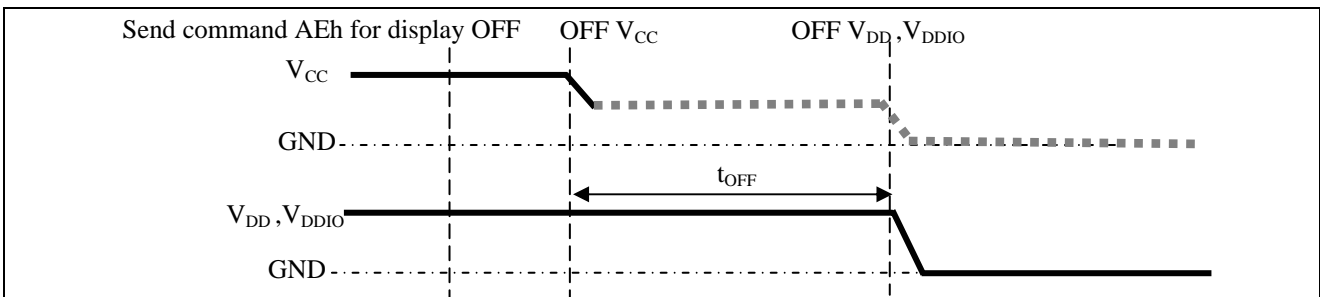 Send command AEh for display OFF OFF V_CC OFF V_DD ,V_DDIO
V_CC
GND
t_OFF
V_DD ,V_DDIO
GND